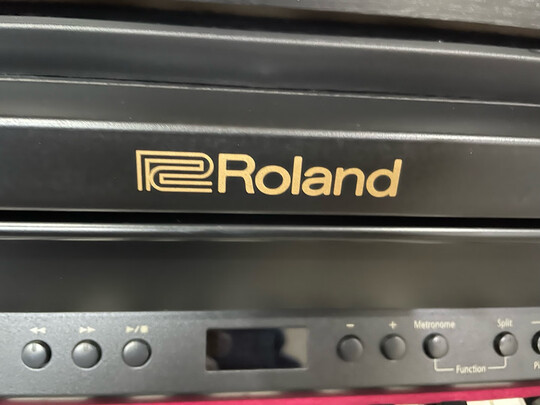 Roland
− + Metronome Split
Function